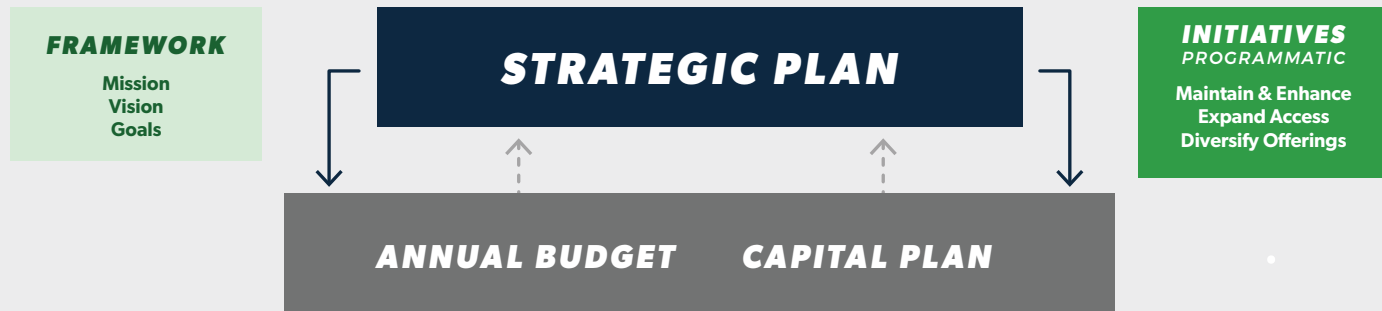 FRAMEWORK
Mission
Vision
Goals
STRATEGIC PLAN
INITIATIVES
PROGRAMMATIC
Maintain & Enhance
Expand Access
Diversify Offerings
ANNUAL BUDGET
CAPITAL PLAN